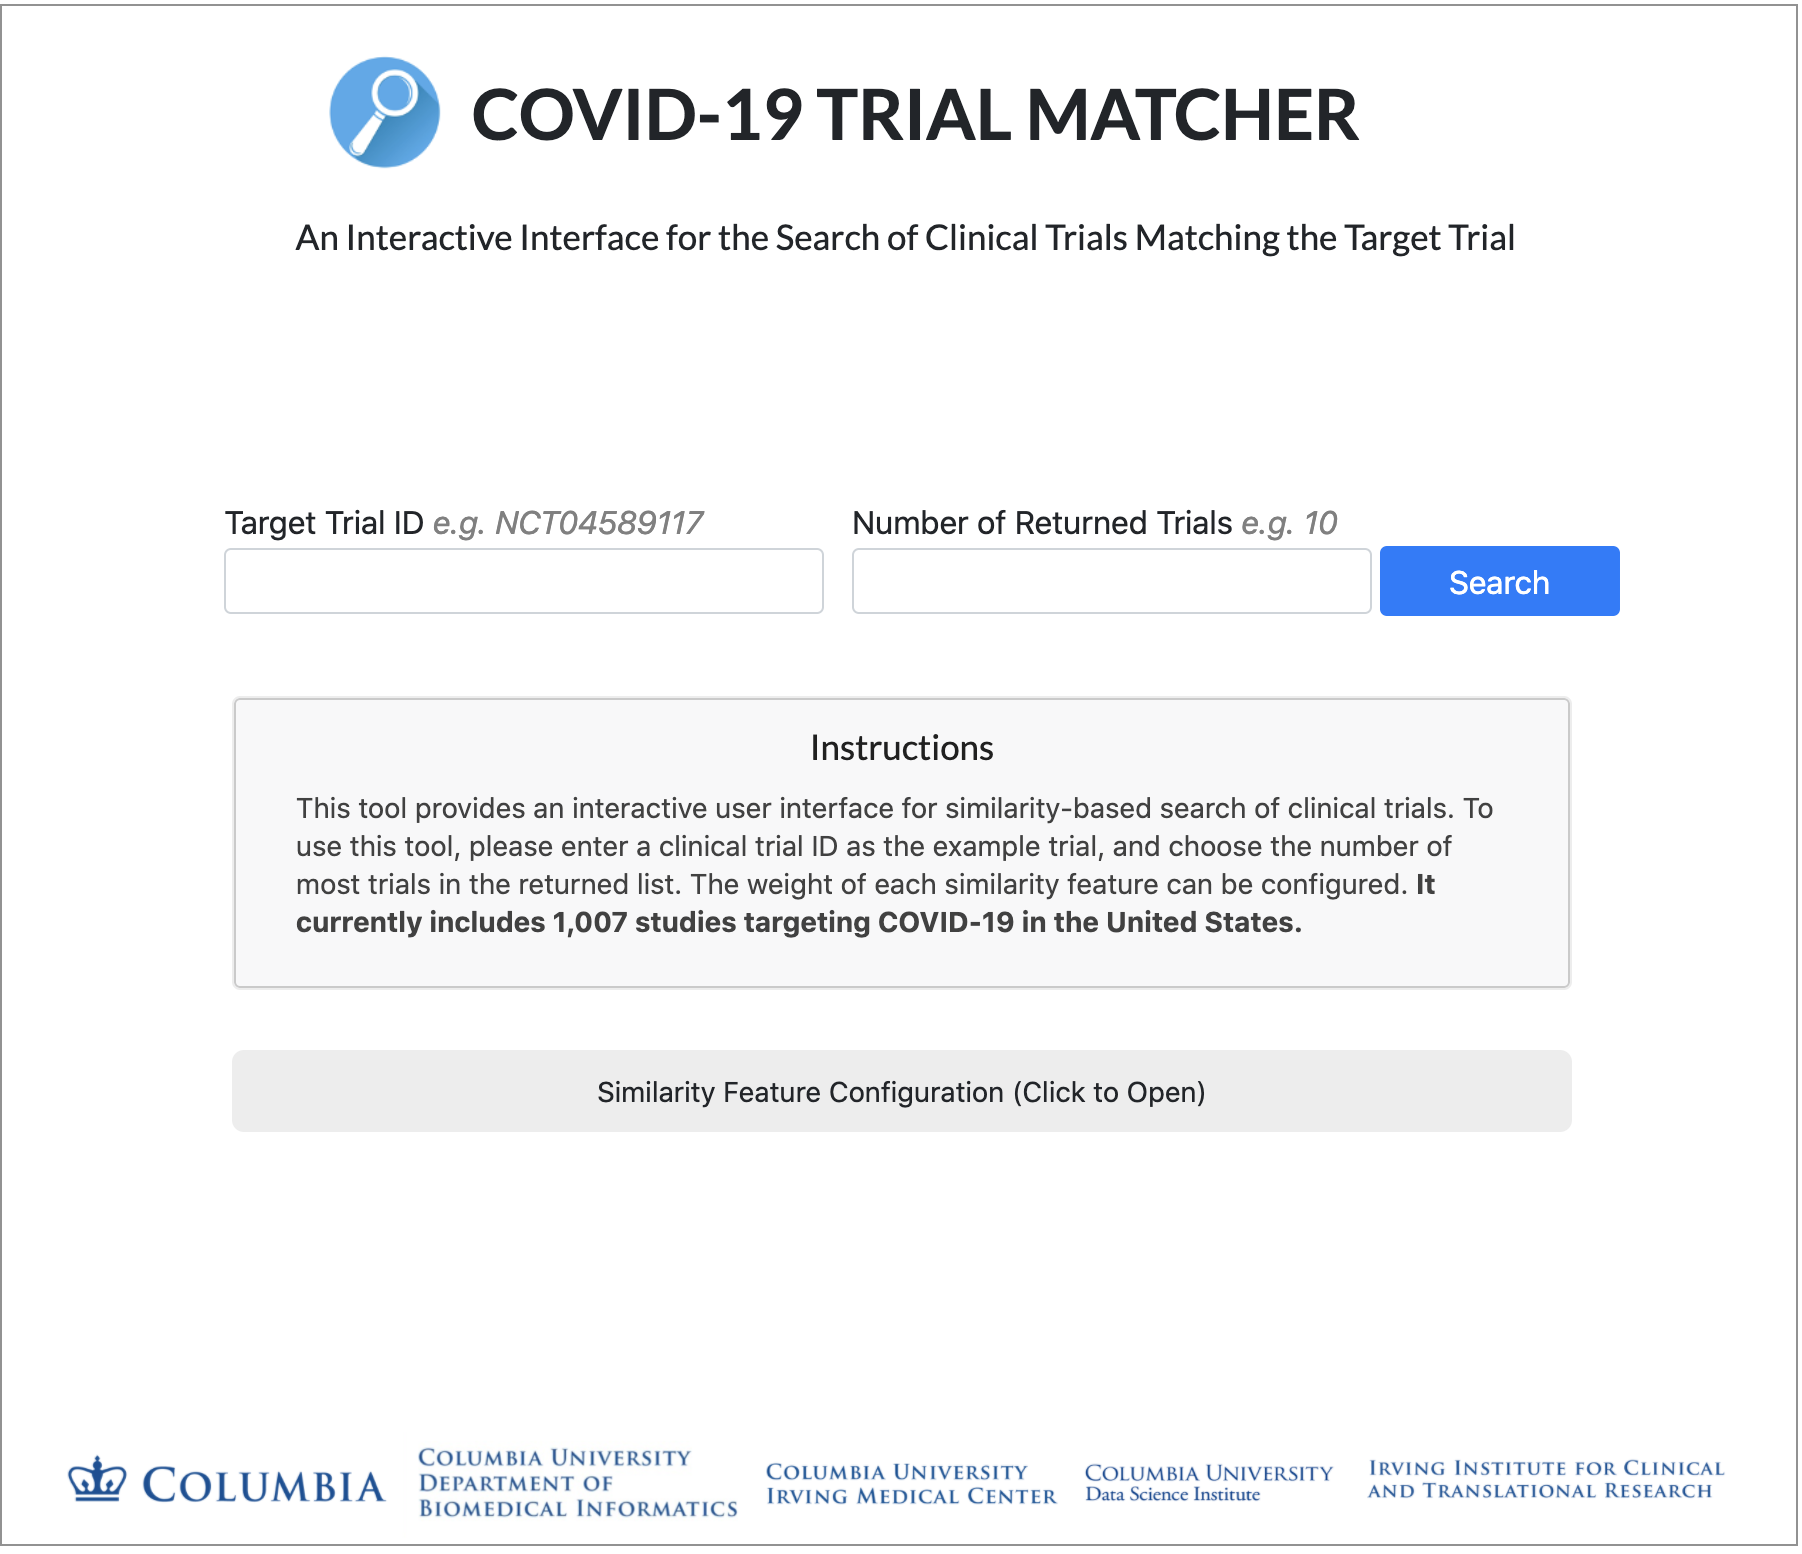 COVID-19 TRIAL MATCHER
An Interactive Interface for the Search of Clinical Trials Matching the Target Trial
Target Trial ID e.g. NCT04589117
Number of Returned Trials e.g. 10
Search
Instructions
This tool provides an interactive user interface for similarity-based search of clinical trials. To
use this tool, please enter a clinical trial ID as the example trial, and choose the number of
most trials in the returned list. The weight of each similarity feature can be configured. It
currently includes 1,007 studies targeting COVID-19 in the United States.
Similarity Feature Configuration (Click to Open)
COLUMBIA
COLUMBIA UNIVERSITY
DEPARTMENT OF
BIOMEDICAL INFORMATICS
COLUMBIA UNIVERSITY
IRVING MEDICAL CENTER
COLUMBIA UNIVERSITY
Data Science Institute
IRVING INSTITUTE FOR CLINICAL
AND TRANSLATIONAL RESEARCH